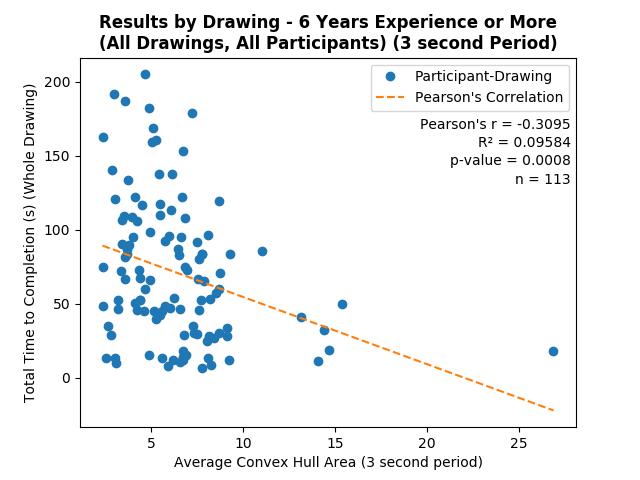 Results by Drawing - 6 Years Experience or More
(All Drawings, All Participants) (3 second Period)
Participant-Drawing
Pearson's Correlation
Pearson's r = -0.3095
R² = 0.09584
p-value = 0.0008
n = 113
Total Time to Completion (s) (Whole Drawing)
200
150
100
50
0
5
10
15
20
25
Average Convex Hull Area (3 second period)